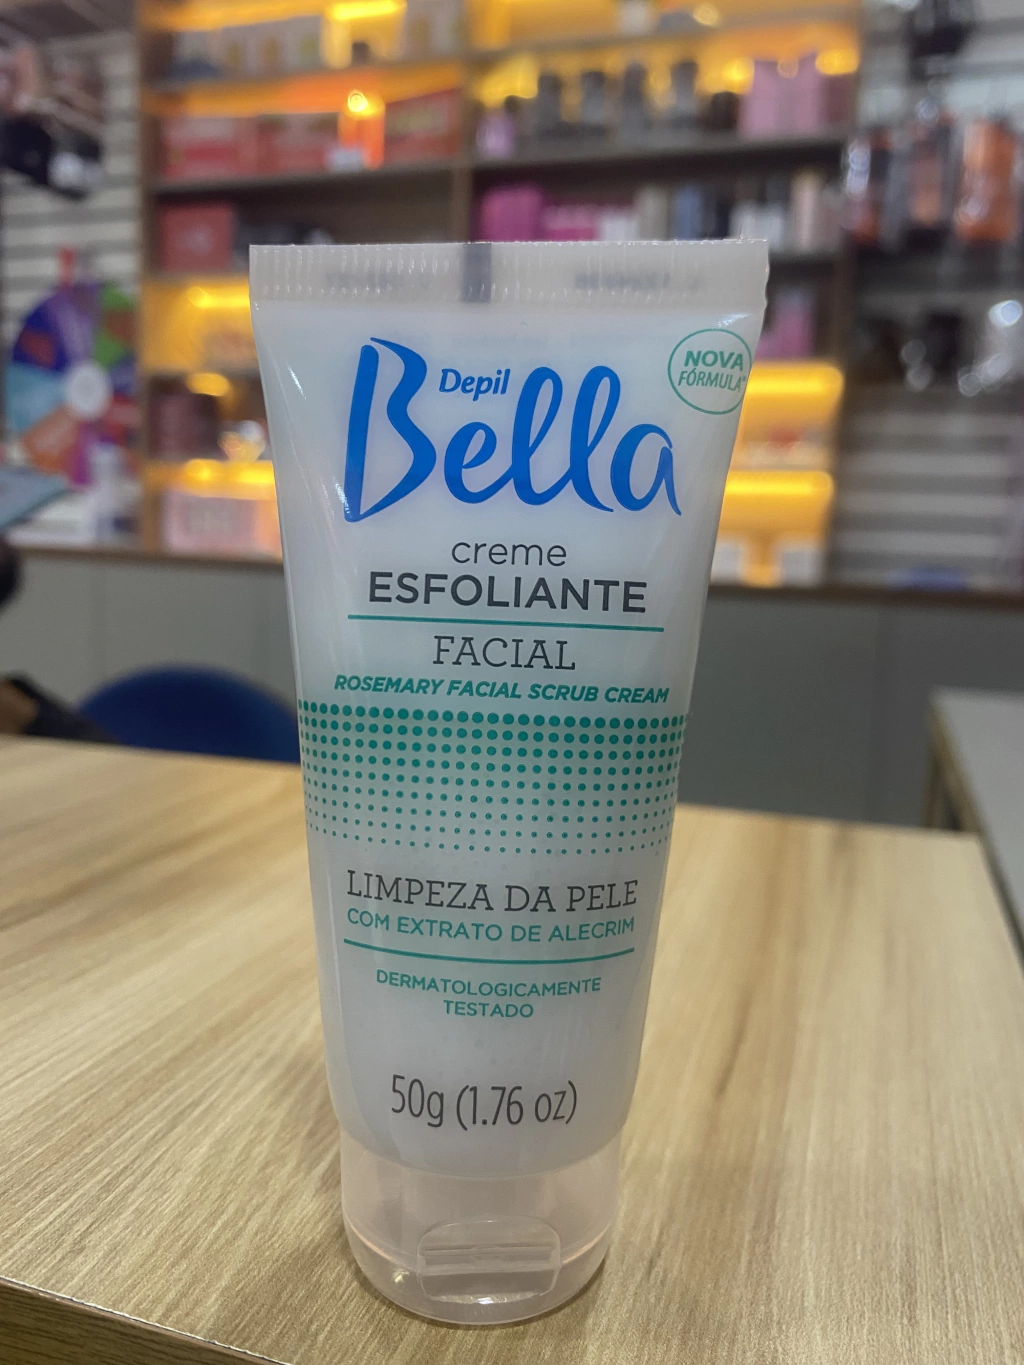 Depil
Bella
NOVA
FÓRMULA
creme
ESFOLIANTE
FACIAL
ROSEMARY FACIAL SCRUB CREAM
LIMPEZA DA PELE
COM EXTRATO DE ALECRIM
DERMATOLOGICAMENTE
TESTADO
50g (1.76 oz)